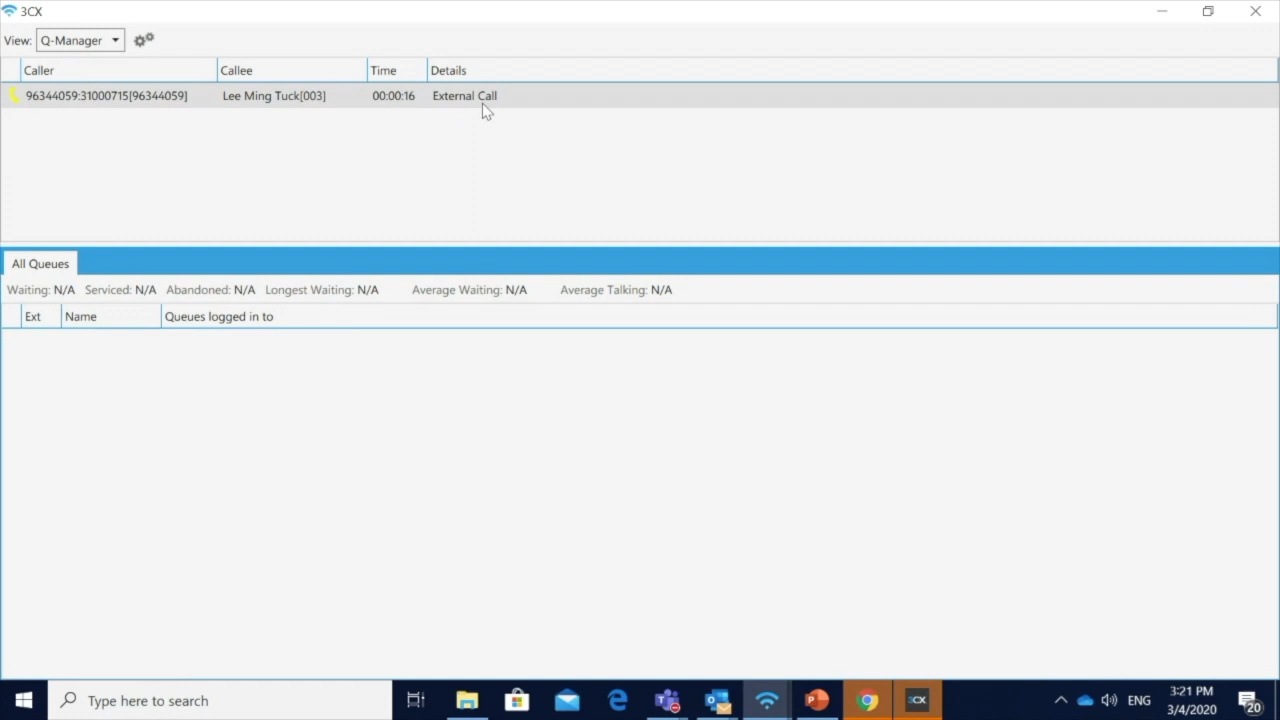 3CX
View: Q-Manager
Caller Callee Time Details
96344059:31000715[96344059] Lee Ming Tuck[003] 00:00:16 External Call
All Queues
Waiting: N/A Serviced: N/A Abandoned: N/A Longest Waiting: N/A Average Waiting: N/A Average Talking: N/A
Ext Name Queues logged in to
Type here to search
3CX
ENG
3:21 PM
3/4/2020
20